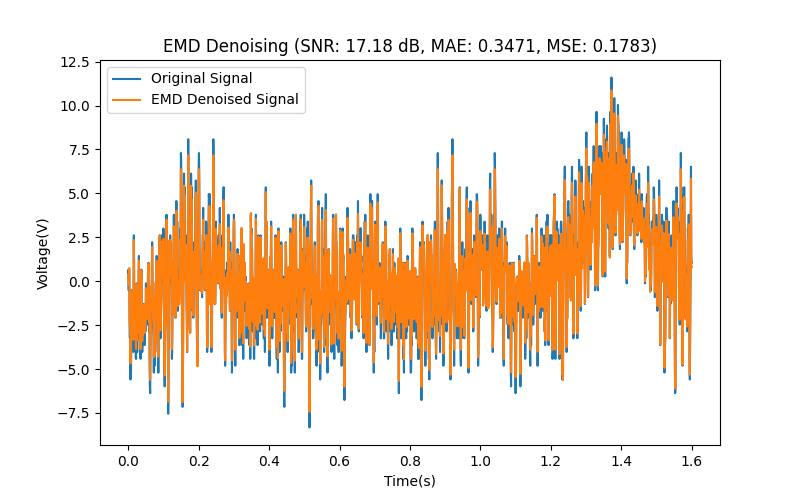 EMD Denoising (SNR: 17.18 dB, MAE: 0.3471, MSE: 0.1783)
Original Signal
EMD Denoised Signal
12.5
10.0
7.5
5.0
2.5
0.0
−2.5
−5.0
−7.5
Voltage(V)
0.0 0.2 0.4 0.6 0.8 1.0 1.2 1.4 1.6
Time(s)